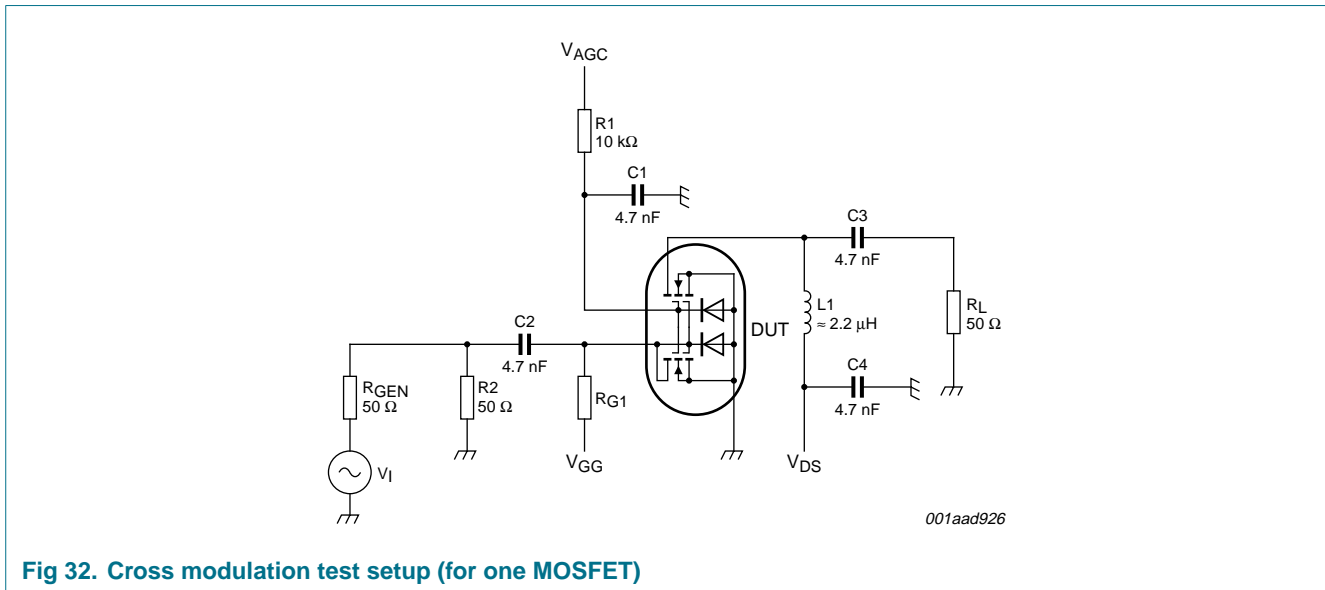 VAGC
R1
10 kΩ
C1
4.7 nF
C3
4.7 nF
L1
≈ 2.2 μH
RL
50 Ω
DUT
C2
4.7 nF
C4
4.7 nF
RGEN
50 Ω
R2
50 Ω
RG1
VI
VGG
VDS
001aad926
Fig 32. Cross modulation test setup (for one MOSFET)